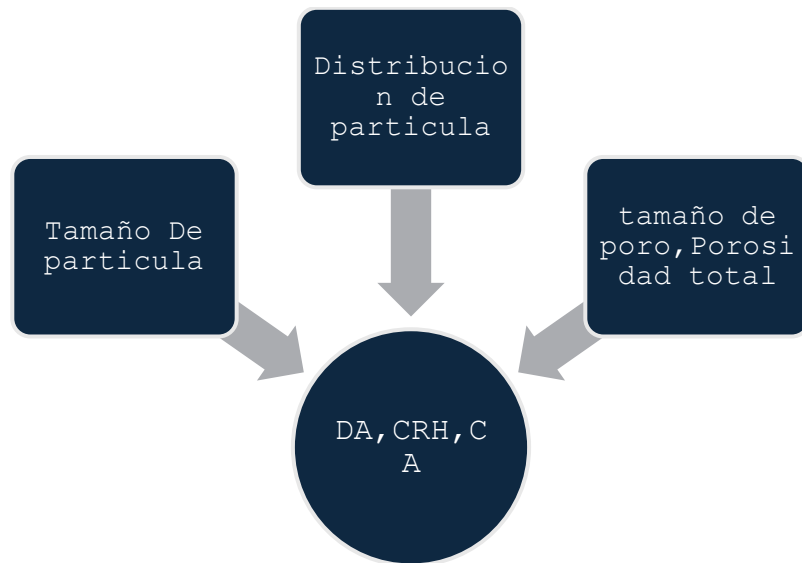 Distribucio
n de
particula
Tamaño De
particula
tamaño de
poro,Porosi
dad total
DA,CRH,C
A